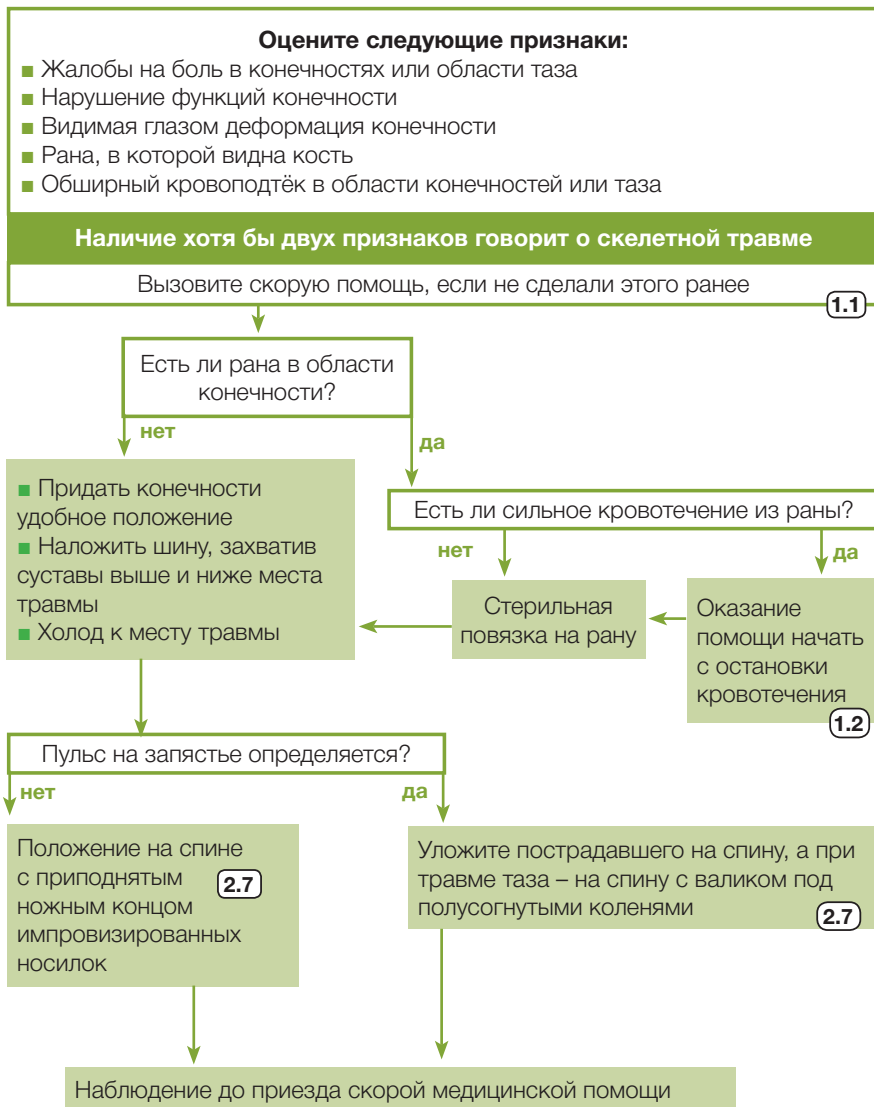 Оцените следующие признаки:
■ Жалобы на боль в конечностях или области таза
■ Нарушение функций конечности
■ Видимая глазом деформация конечности
■ Рана, в которой видна кость
■ Обширный кровоподтёк в области конечностей или таза
Наличие хотя бы двух признаков говорит о скелетной травме
Вызовите скорую помощь, если не сделали этого ранее
1.1
Есть ли рана в области
конечности?
нет
да
■ Придать конечности
удобное положение
■ Наложить шину, захватив
суставы выше и ниже места
травмы
■ Холод к месту травмы
Есть ли сильное кровотечение из раны?
нет
да
Стерильная
повязка на рану
Оказание
помощи начать
с остановки
кровотечения
1.2
Пульс на запястье определяется?
нет
да
Положение на спине
с приподнятым
ножным концом
импровизированных
носилок
2.7
Уложите пострадавшего на спину, а при
травме таза – на спину с валиком под
полусогнутыми коленями
2.7
Наблюдение до приезда скорой медицинской помощи